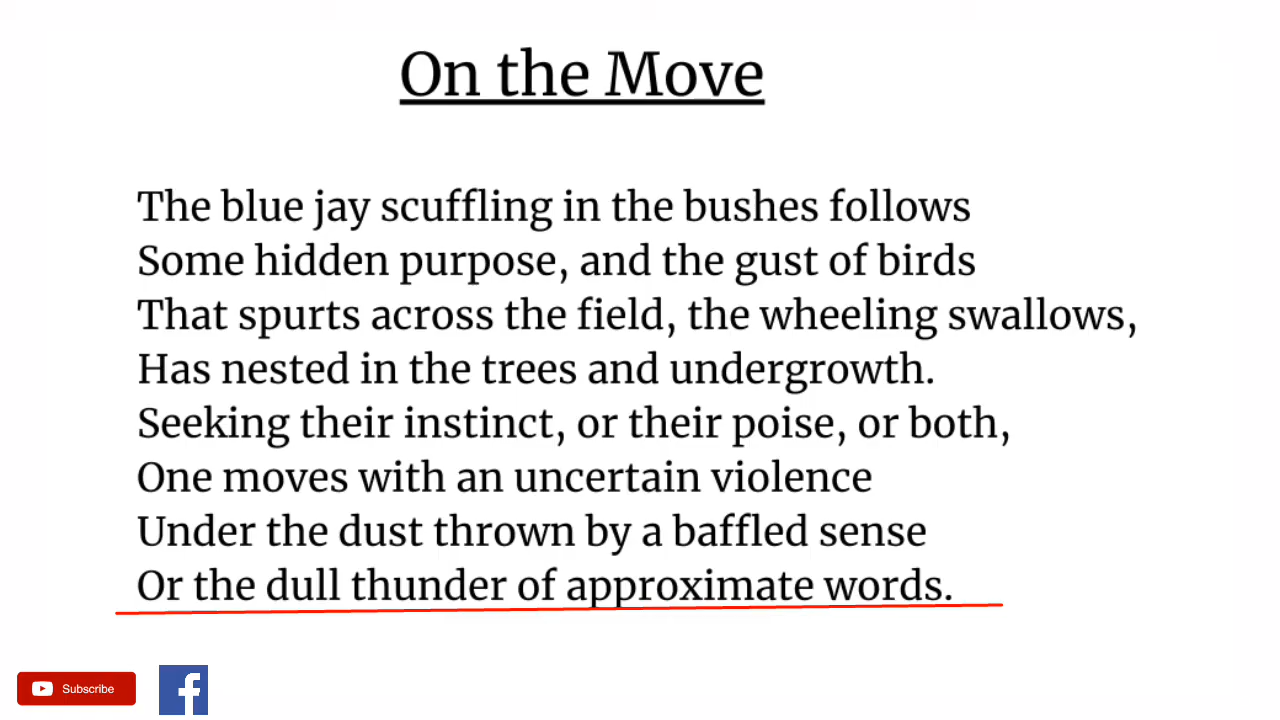 On the Move
The blue jay scuffling in the bushes follows
Some hidden purpose, and the gust of birds
That spurts across the field, the wheeling swallows,
Has nested in the trees and undergrowth.
Seeking their instinct, or their poise, or both,
One moves with an uncertain violence
Under the dust thrown by a baffled sense
Or the dull thunder of approximate words.
Subscribe
f